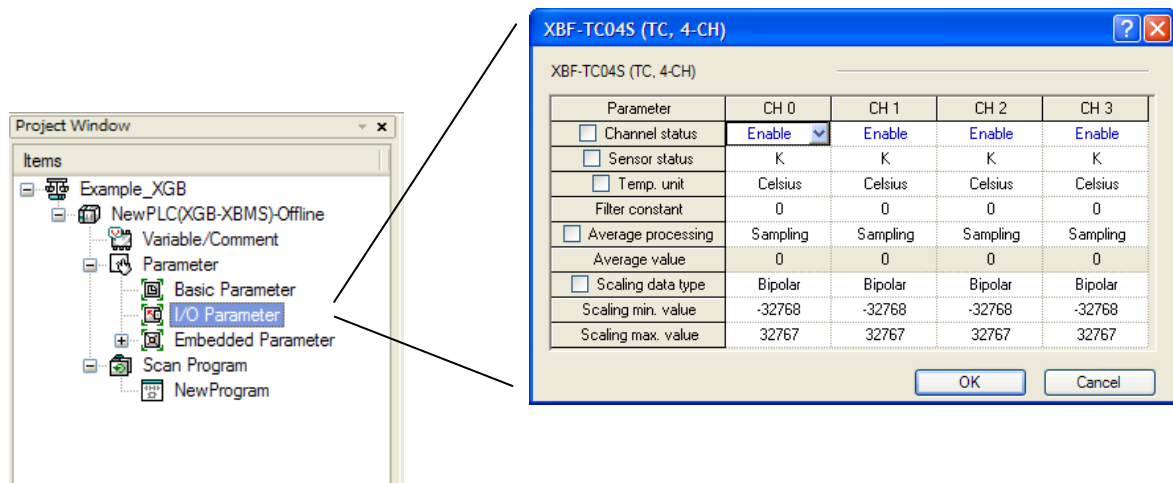 Project Window
Items
Example_XGB
NewPLC(XGB-XBMS)-Offline
Variable/Comment
Parameter
Basic Parameter
I/O Parameter
Embedded Parameter
Scan Program
NewProgram
XBF-TC04S (TC, 4-CH)
XBF-TC04S (TC, 4-CH)
Parameter CH 0 CH 1 CH 2 CH 3
Channel status Enable Enable Enable Enable
Sensor status K K K K
Temp. unit Celsius Celsius Celsius Celsius
Filter constant 0 0 0 0
Average processing Sampling Sampling Sampling Sampling
Average value 0 0 0 0
Scaling data type Bipolar Bipolar Bipolar Bipolar
Scaling min. value -32768 -32768 -32768 -32768
Scaling max. value 32767 32767 32767 32767
OK Cancel